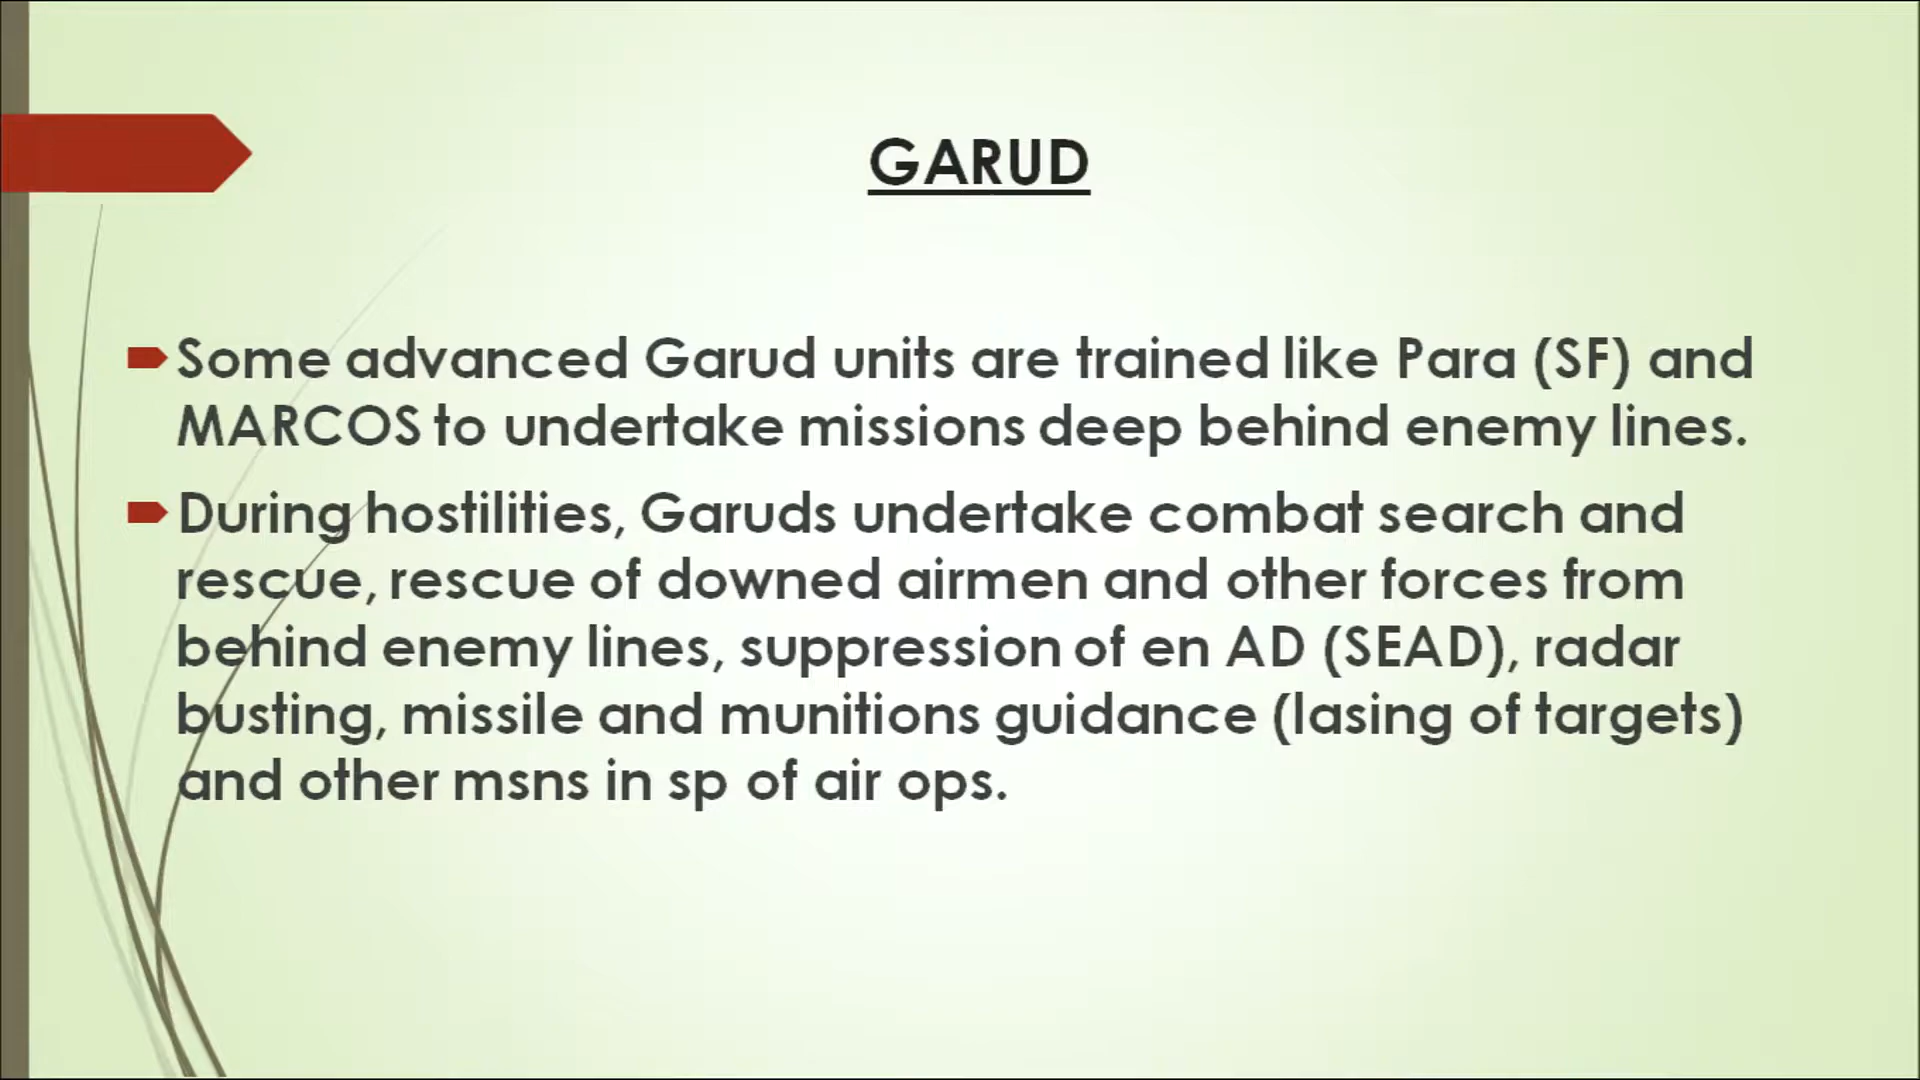 GARUD
Some advanced Garud units are trained like Para (SF) and
MARCOS to undertake missions deep behind enemy lines.
During hostilities, Garuds undertake combat search and
rescue, rescue of downed airmen and other forces from
behind enemy lines, suppression of en AD (SEAD), radar
busting, missile and munitions guidance (lasing of targets)
and other msns in sp of air ops.